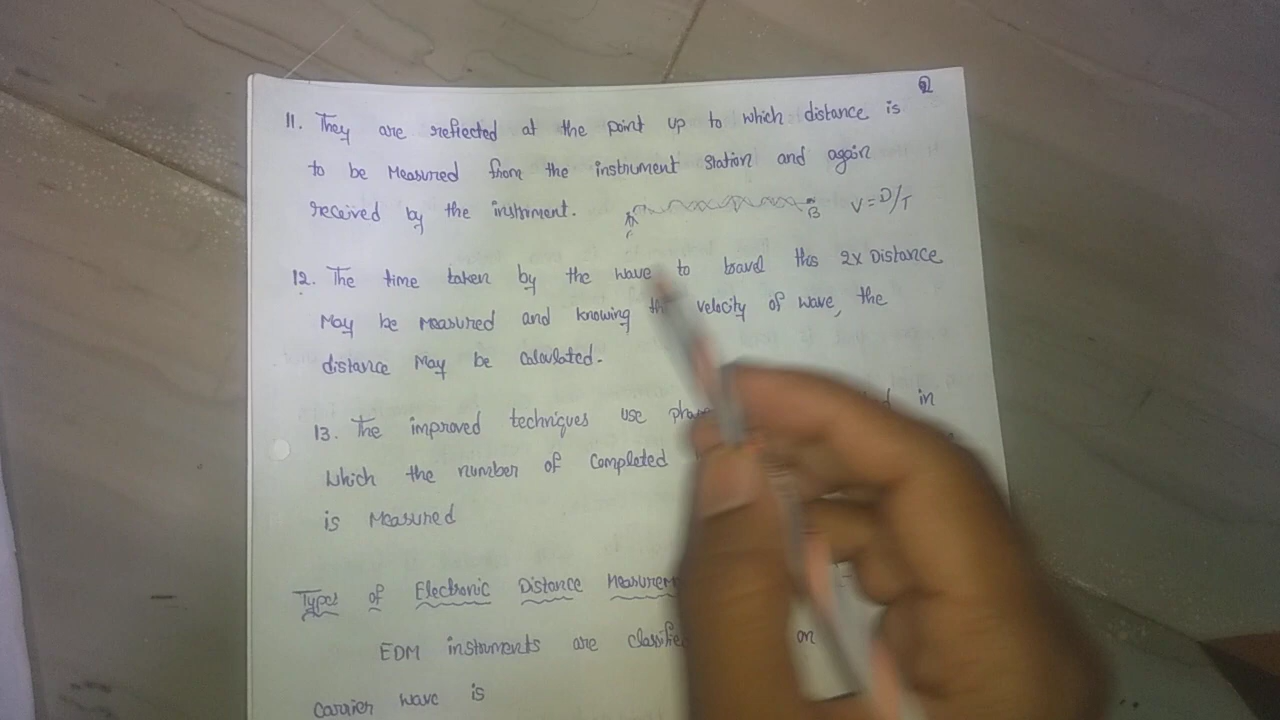 2
11. They are reflected at the point up to which distance is
to be Measured from the instrument Station and again
received by the instrument. A B V=D/T
12. The time taken by the wave to travel this 2x Distance
May be Measured and knowing the velocity of wave, the
distance May be Calculated.
13. The improved techniques use in
which the number of Completed
is Measured
Types of Electronic Distance
EDM instruments are on
Carrier wave is